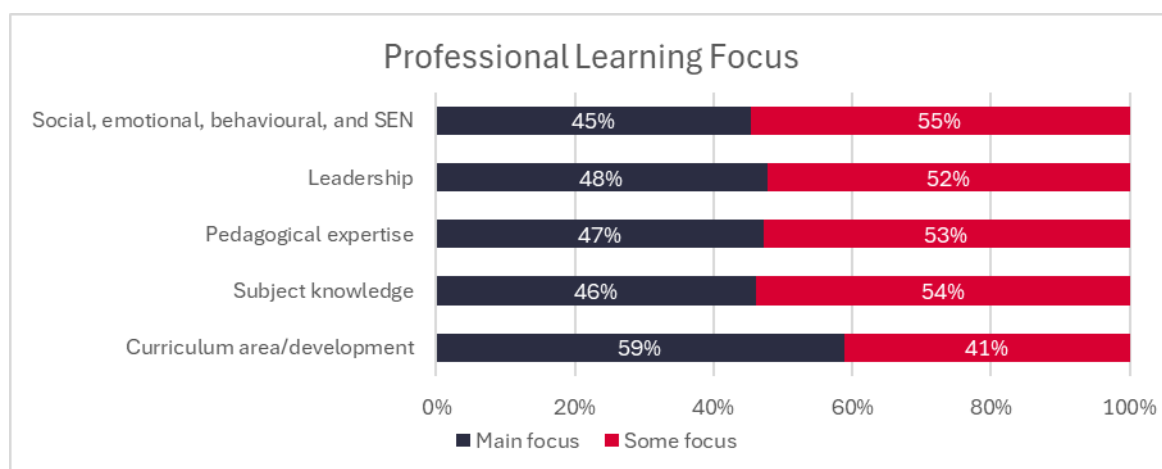 Professional Learning Focus
Social, emotional, behavioural, and SEN 45% 55%
Leadership 48% 52%
Pedagogical expertise 47% 53%
Subject knowledge 46% 54%
Curriculum area/development 59% 41%
0% 20% 40% 60% 80% 100%
Main focus Some focus